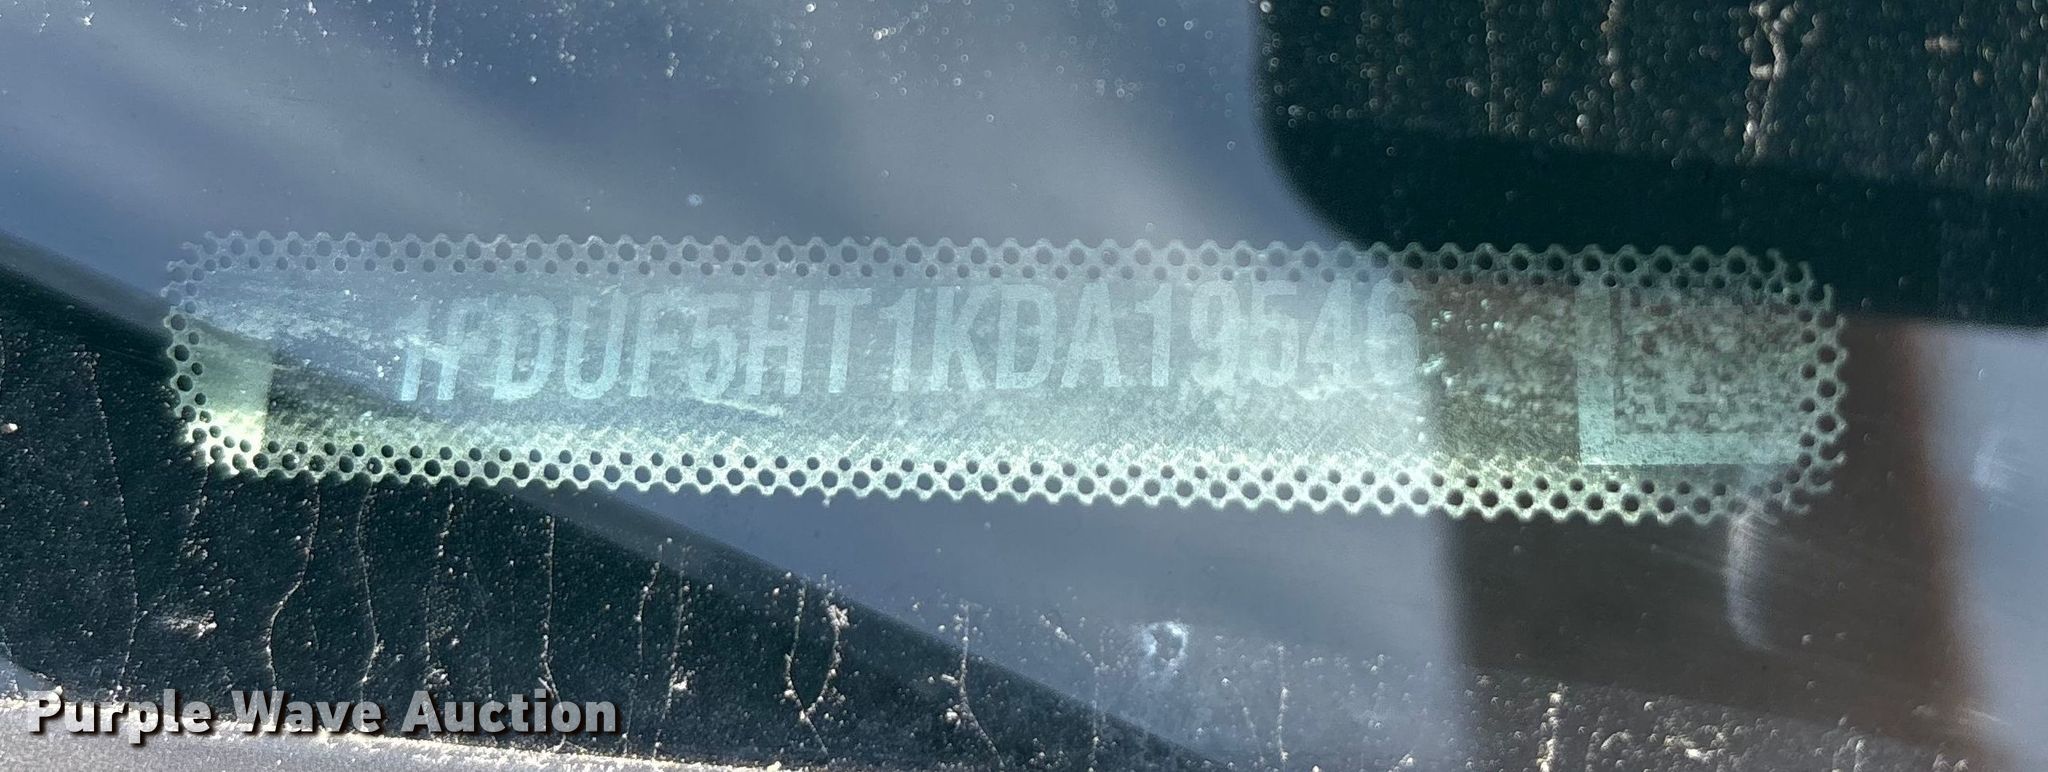 1FDUF5HT1KDA19546
Purple Wave Auction